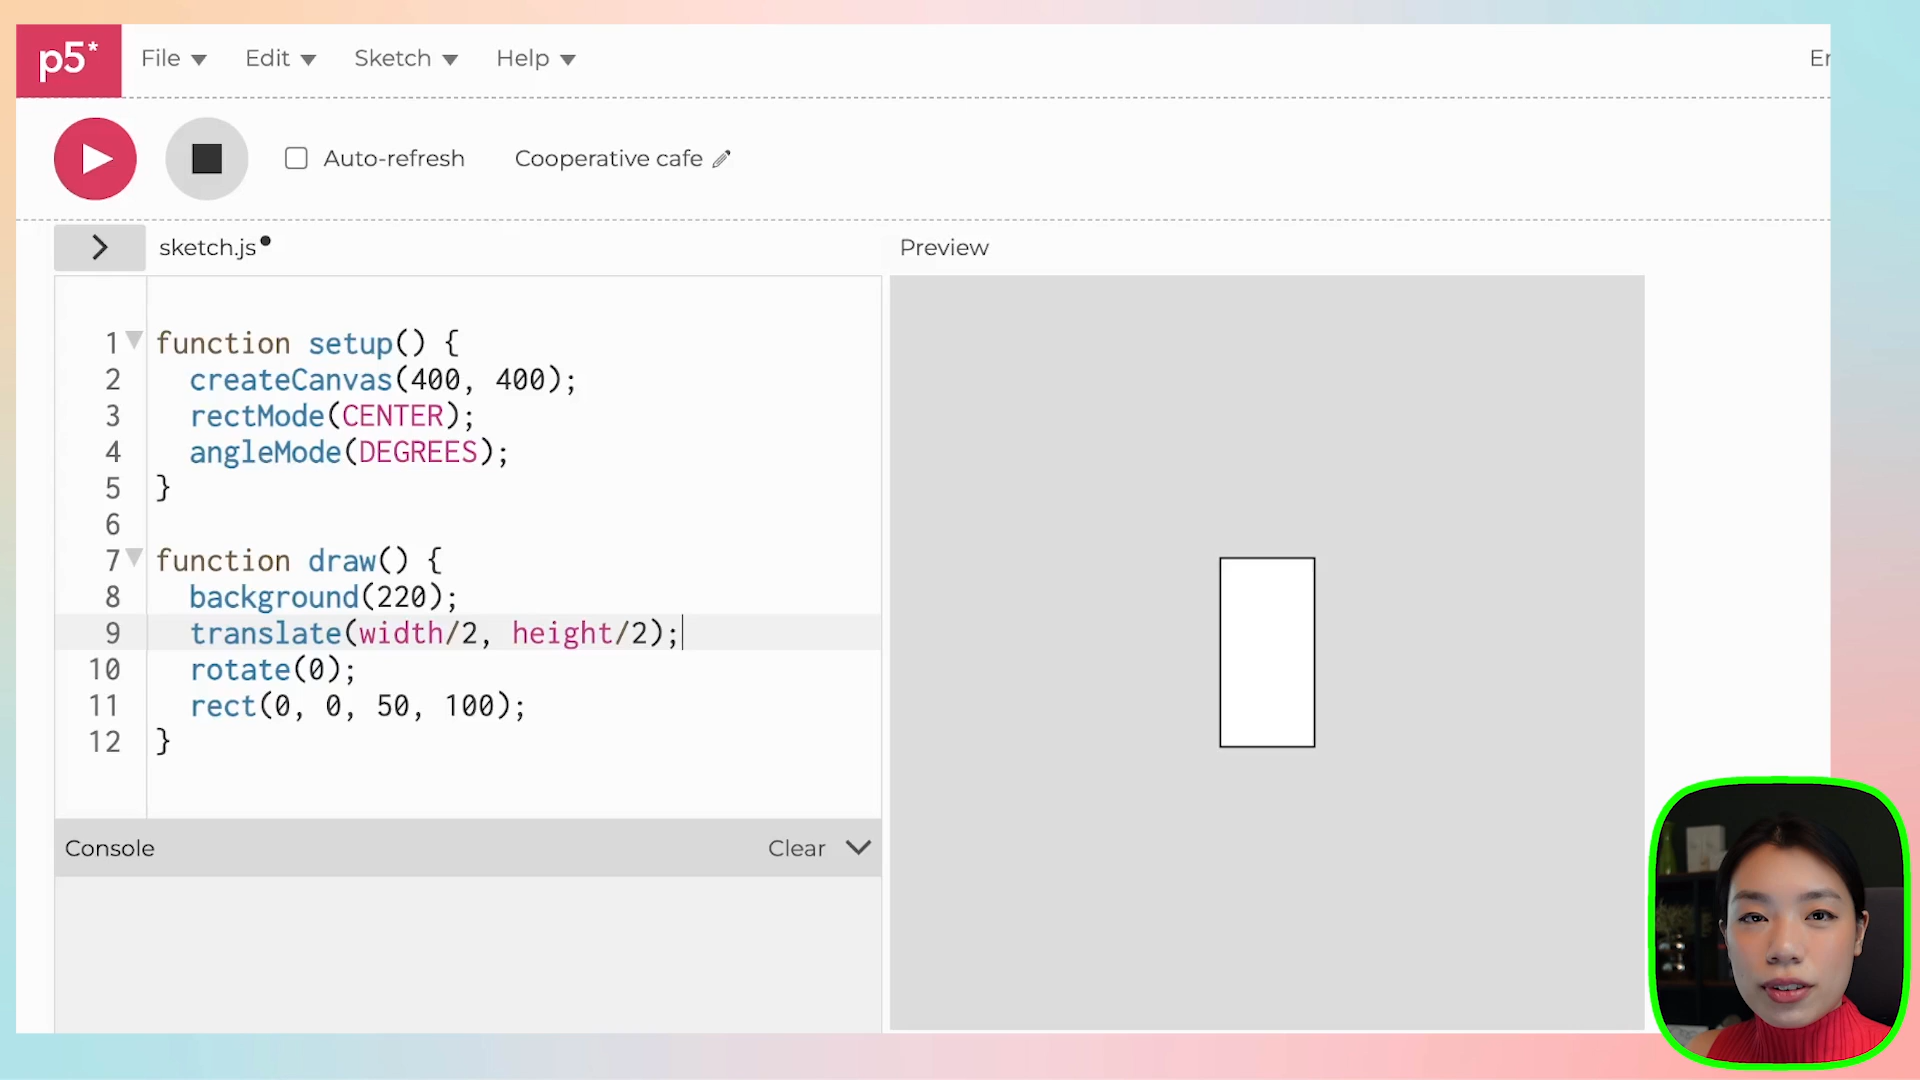 p5* File Edit Sketch Help Er
Auto-refresh Cooperative cafe
sketch.js
Preview
1 function setup() {
2 createCanvas(400, 400);
3 rectMode(CENTER);
4 angleMode(DEGREES);
5 }
6
7 function draw() {
8 background(220);
9 translate(width/2, height/2);
10 rotate(0);
11 rect(0, 0, 50, 100);
12 }
Console Clear